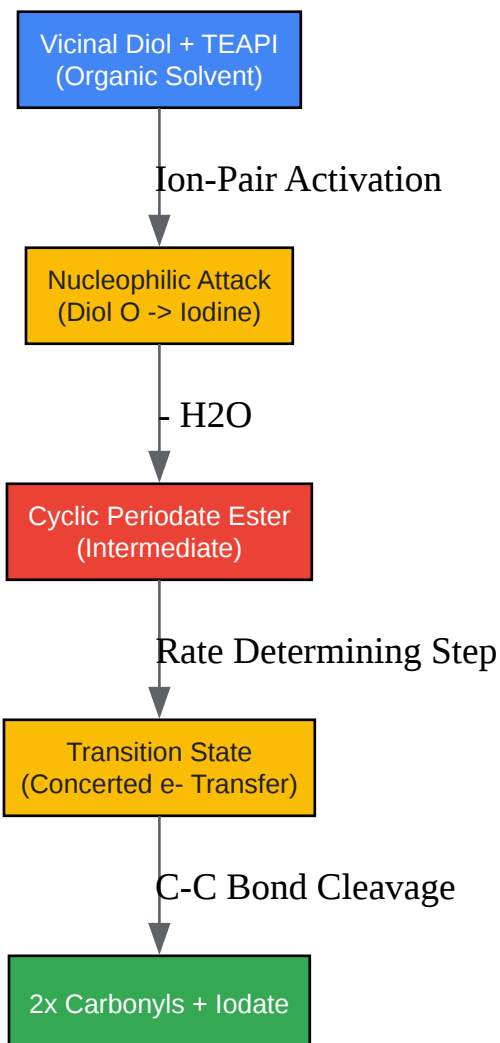 Vicinal Diol + TEAPI
(Organic Solvent)
Ion-Pair Activation
Nucleophilic Attack
(Diol O -> Iodine)
- H2O
Cyclic Periodate Ester
(Intermediate)
Rate Determining Step
Transition State
(Concerted e- Transfer)
C-C Bond Cleavage
2x Carbonyls + Iodate